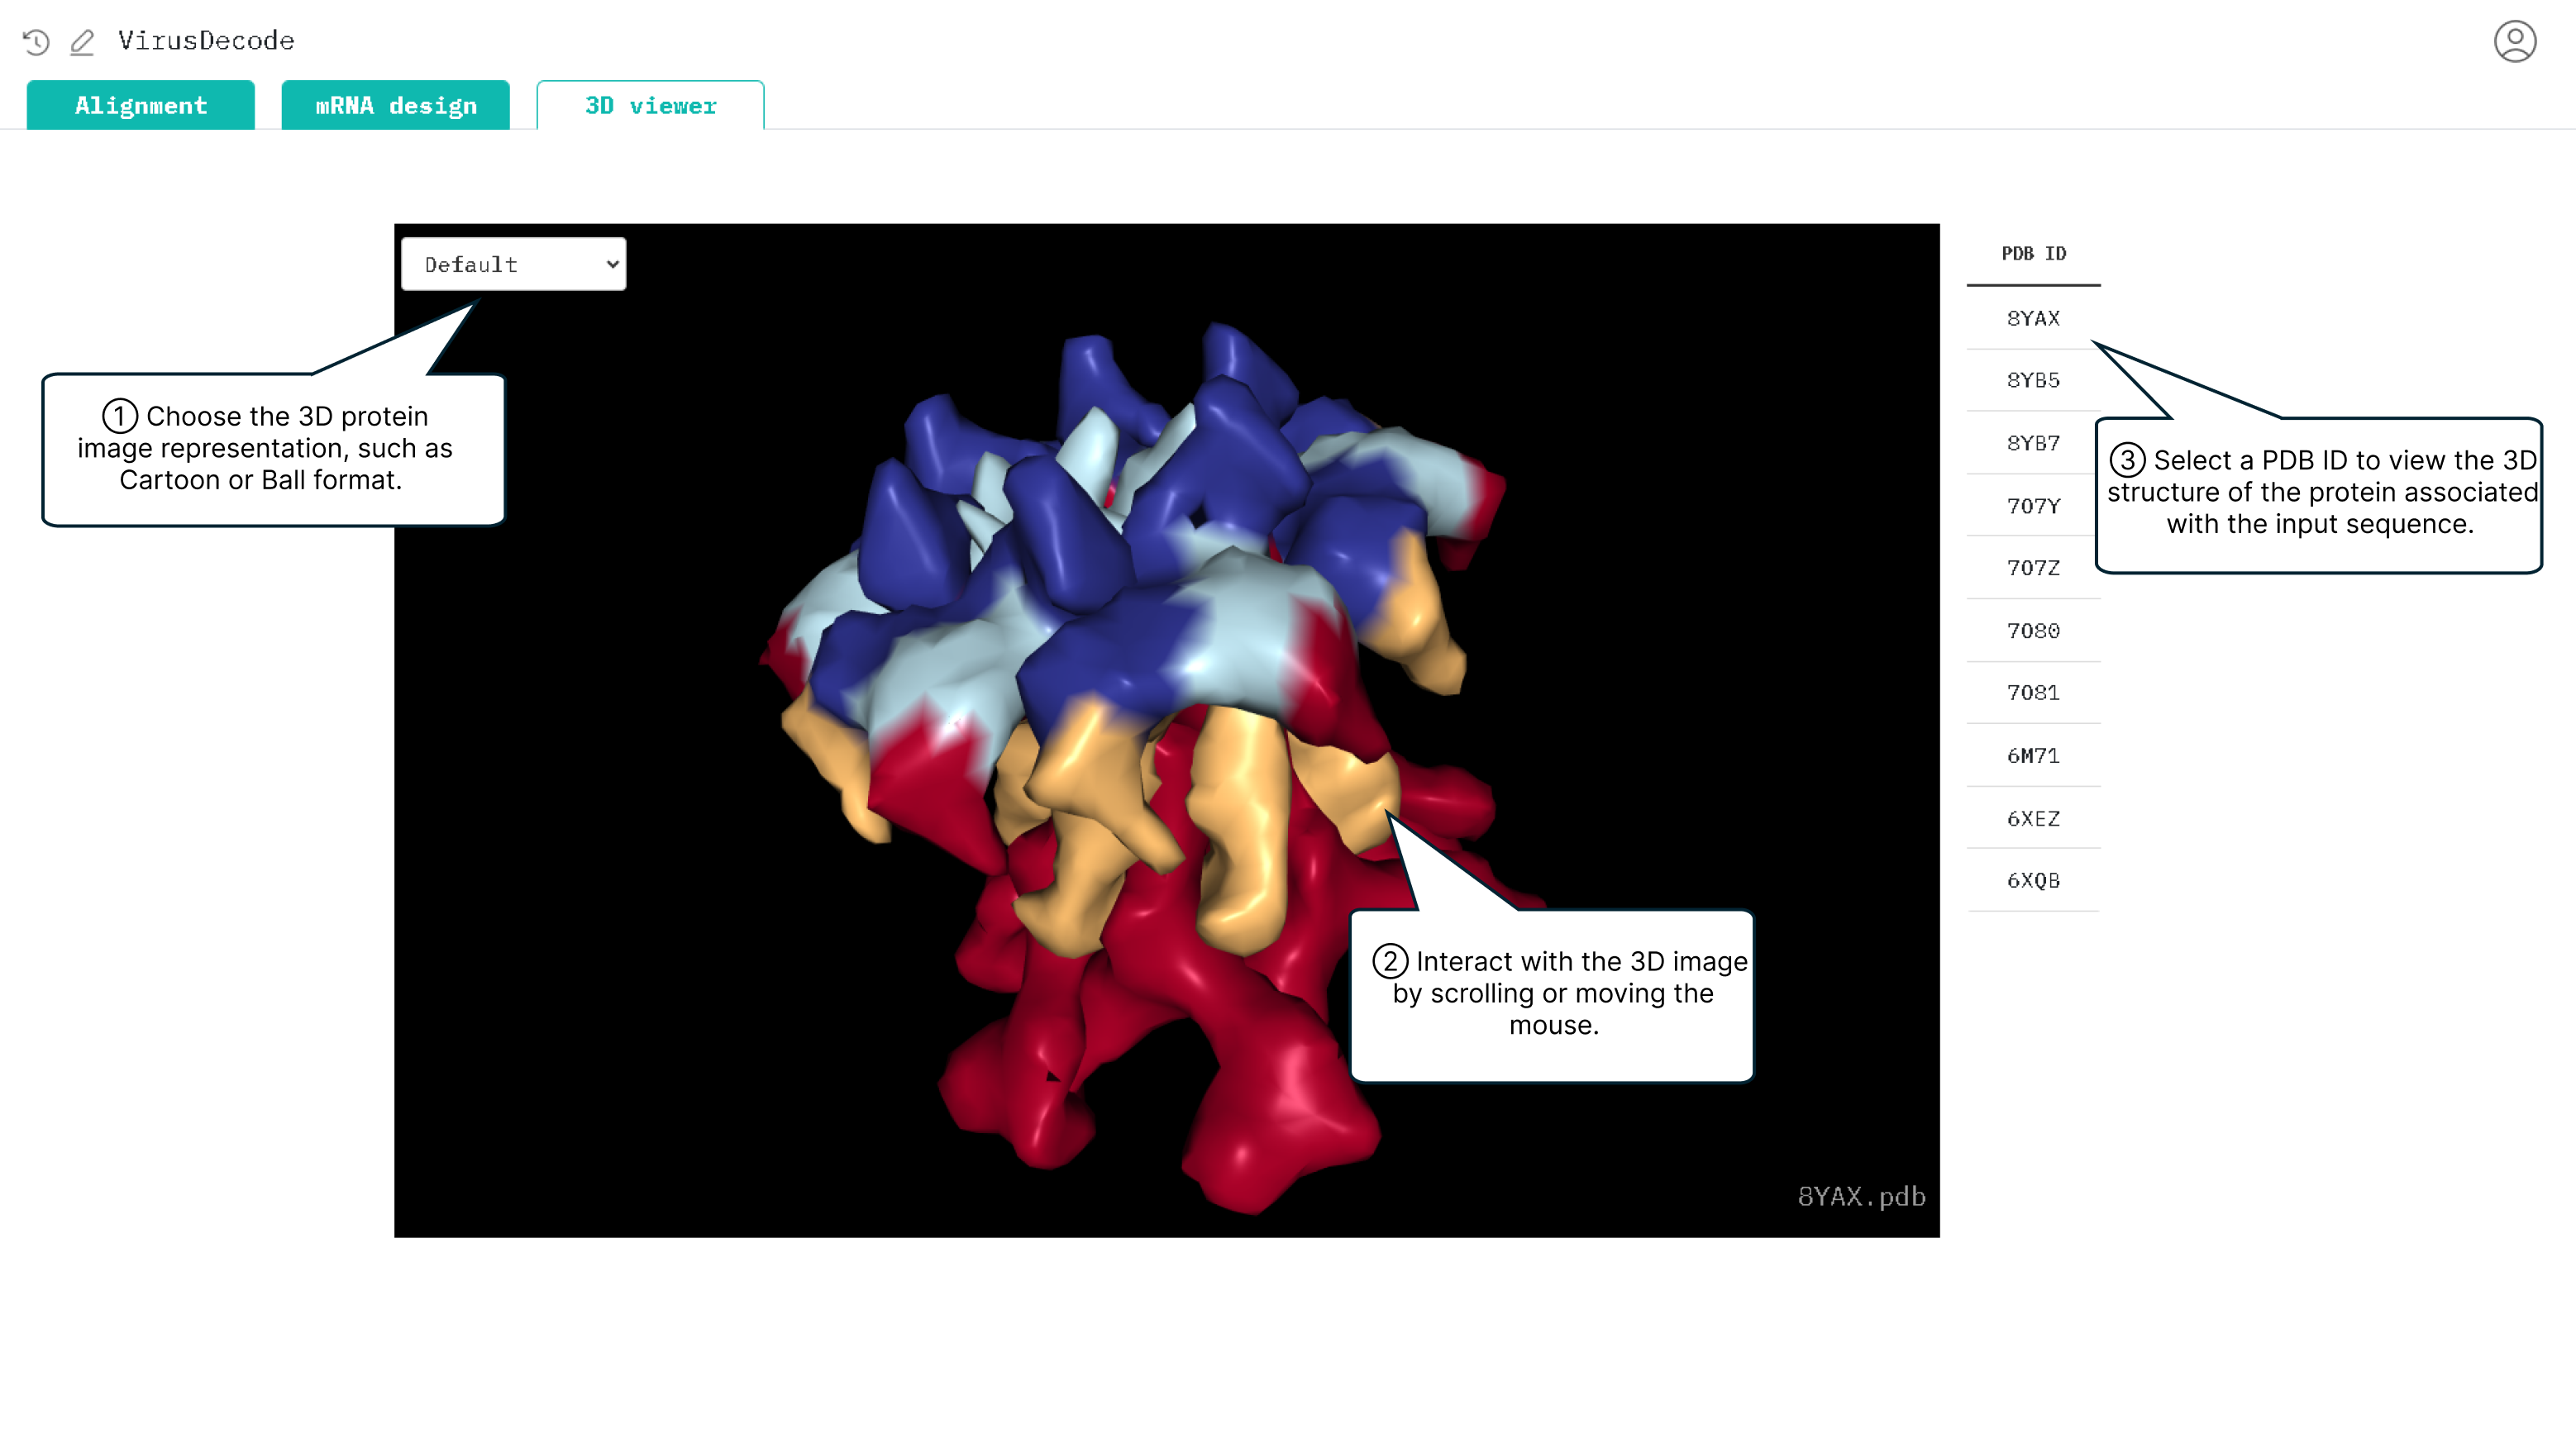 VirusDecode
Alignment
mRNA design
3D viewer
Default
① Choose the 3D protein
image representation, such as
Cartoon or Ball format.
PDB ID
8YAX
8YB5
8YB7
7O7Y
7O7Z
7O80
7O81
6M71
6XEZ
6XQB
③ Select a PDB ID to view the 3D
structure of the protein associated
with the input sequence.
② Interact with the 3D image
by scrolling or moving the
mouse.
8YAX.pdb